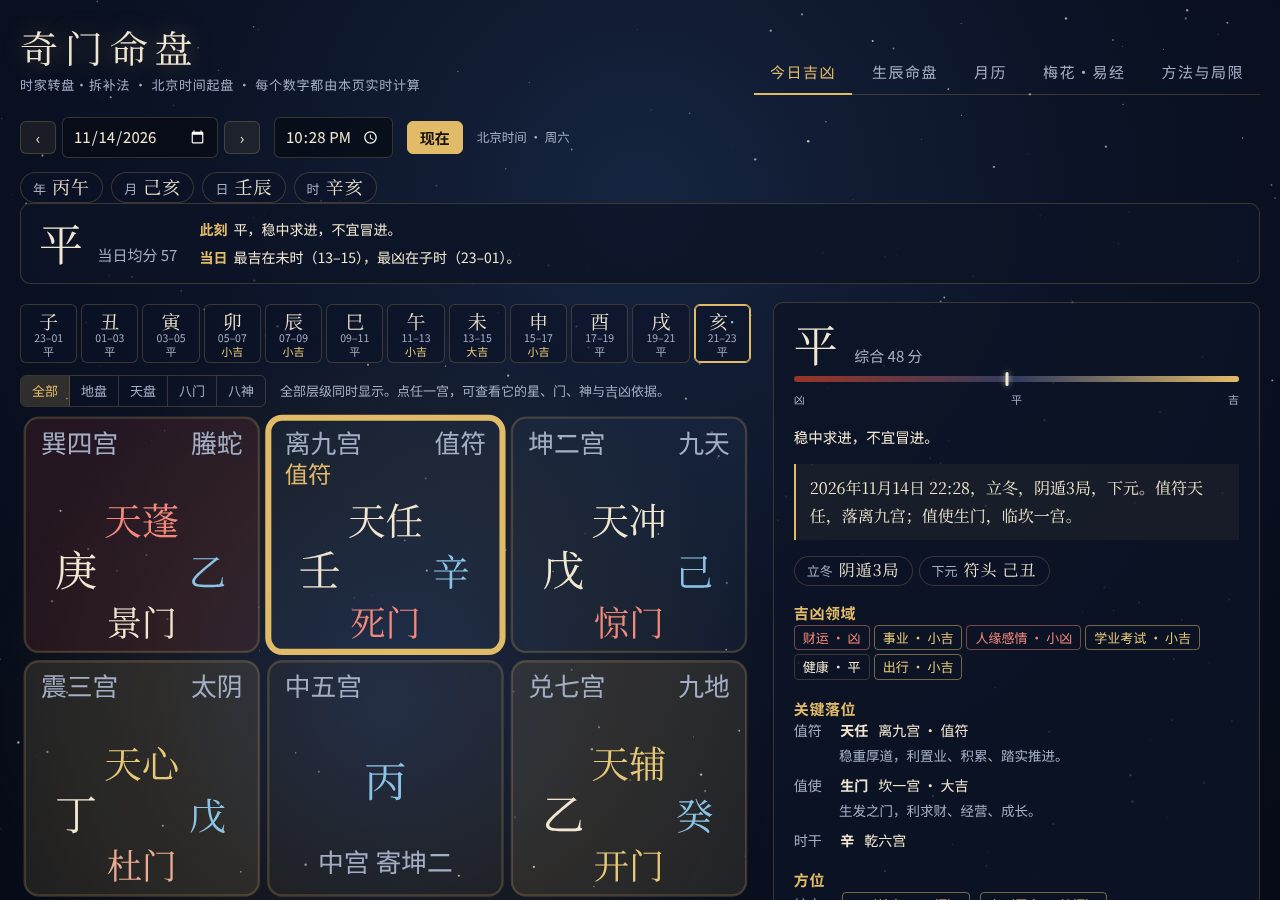 奇门命盘
时家转盘・拆补法 ・ 北京时间起盘 ・ 每个数字都由本页实时计算
今日吉凶 生辰命盘 月历 梅花・易经 方法与局限
‹ 11/14/2026 › 10:28 PM 现在 北京时间 ・ 周六
年 丙午 月 己亥 日 壬辰 时 辛亥
平 当日均分 57
此刻 平，稳中求进，不宜冒进。
当日 最吉在未时（13–15），最凶在子时（23–01）。
子 丑 寅 卯 辰 巳 午 未 申 酉 戌 亥·
23–01 01–03 03–05 05–07 07–09 09–11 11–13 13–15 15–17 17–19 19–21 21–23
平 平 平 小吉 小吉 平 小吉 大吉 小吉 平 平 平
全部 地盘 天盘 八门 八神 全部层级同时显示。点任一宫，可查看它的星、门、神与吉凶依据。
巽四宫 螣蛇
天蓬
庚 乙
景门
离九宫 值符
值符
天任
壬 辛
死门
坤二宫 九天
天冲
戊 己
惊门
震三宫 太阴
天心
丁 戊
杜门
中五宫
丙
中宫 寄坤二
兑七宫 九地
天辅
乙 癸
开门
平 综合 48 分
凶 平 吉
稳中求进，不宜冒进。
2026年11月14日 22:28，立冬，阴遁3局，下元。值符天
任，落离九宫；值使生门，临坎一宫。
立冬 阴遁3局 下元 符头 己丑
吉凶领域
财运 ・ 凶 事业 ・ 小吉 人缘感情 ・ 小凶 学业考试 ・ 小吉
健康 ・ 平 出行 ・ 小吉
关键落位
值符 天任 离九宫 ・ 值符
稳重厚道，利置业、积累、踏实推进。
值使 生门 坎一宫 ・ 大吉
生发之门，利求财、经营、成长。
时干 辛 乾六宫
方位